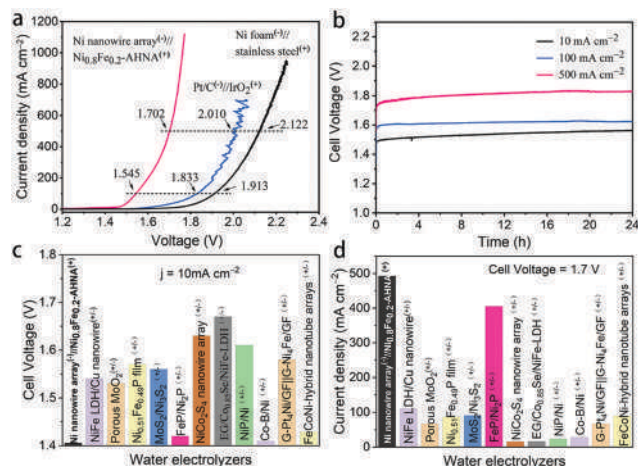 a
Current density (mA cm⁻²)
1200
1000
800
600
400
200
0
Ni nanowire array(-)//
Ni0.8Fe0.2-AHNA(+)
Ni foam(-)//
stainless steel(+)
Pt/C(-)//IrO2(+)
1.702
2.010
2.122
1.545
1.833
1.913
1.2 1.4 1.6 1.8 2.0 2.2 2.4
Voltage (V)
b
Cell Voltage (V)
2.2
2.0
1.8
1.6
1.4
1.2
10 mA cm⁻²
100 mA cm⁻²
500 mA cm⁻²
0 4 8 12 16 20 24
Time (h)
c
Cell Voltage (V)
1.8
1.7
1.6
1.5
1.4
j = 10mA cm⁻²
Ni nanowire array(-)//Ni0.8Fe0.2-AHNA(+)
NiFe LDH/Cu nanowire(+/-)
Porous MoO2(+/-)
Ni0.51Fe0.49P film(+/-)
MoS2/Ni3S2(+/-)
FeP/Ni2P(+/-)
NiCo2S4 nanowire array(+/-)
EG/Co0.85Se/NiFe-LDH(+/-)
NiP/Ni(+/-)
Co-B/Ni(+/-)
G-Pt4Ni/GF||G-Ni4Fe/GF(+/-)
FeCoNi-hybrid nanotube arrays(+/-)
Water electrolyzers
d
Current density (mA cm⁻²)
500
400
300
200
100
0
Cell Voltage = 1.7 V
Ni nanowire array(-)//Ni0.8Fe0.2-AHNA(+)
NiFe LDH/Cu nanowire(+/-)
Porous MoO2(+/-)
Ni0.51Fe0.49P film(+/-)
MoS2/Ni3S2(+/-)
FeP/Ni2P(+/-)
NiCo2S4 nanowire array(+/-)
EG/Co0.85Se/NiFe-LDH(+/-)
NiP/Ni(+/-)
Co-B/Ni(+/-)
G-Pt4Ni/GF||G-Ni4Fe/GF(+/-)
FeCoNi-hybrid nanotube arrays(+/-)
Water electrolyzers